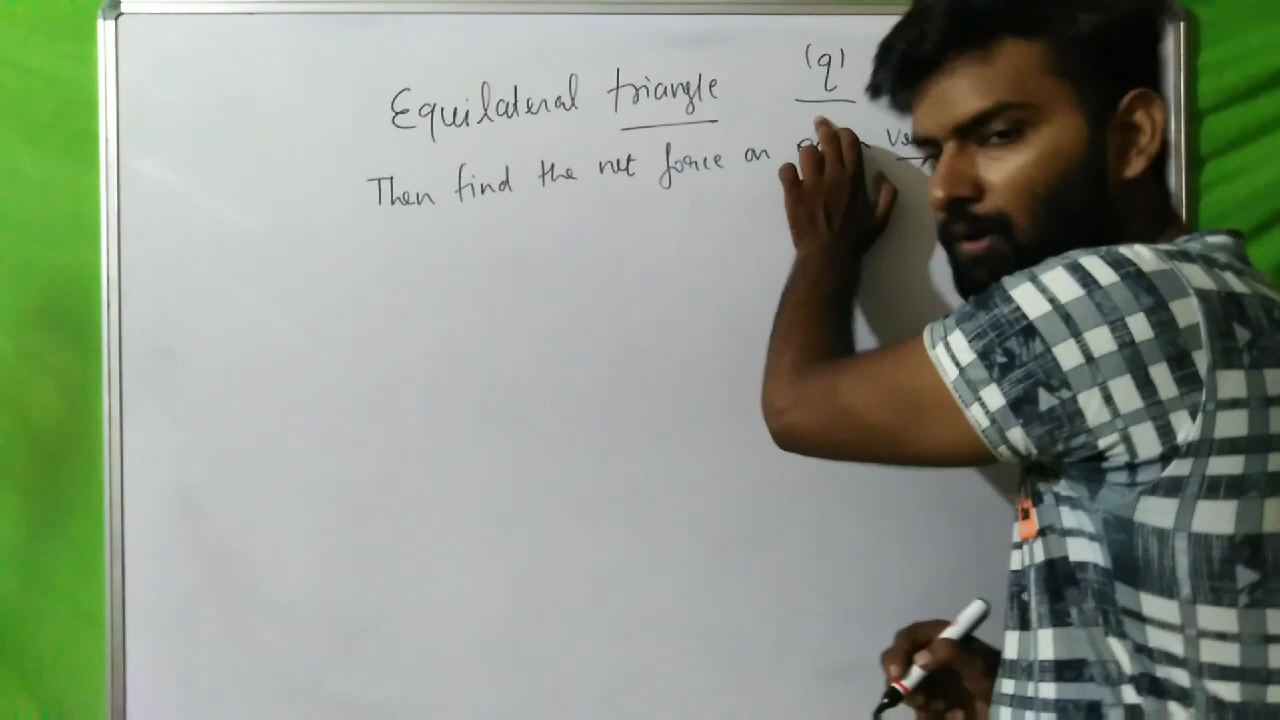 Equilateral triangle 'q'
Then find the net force on